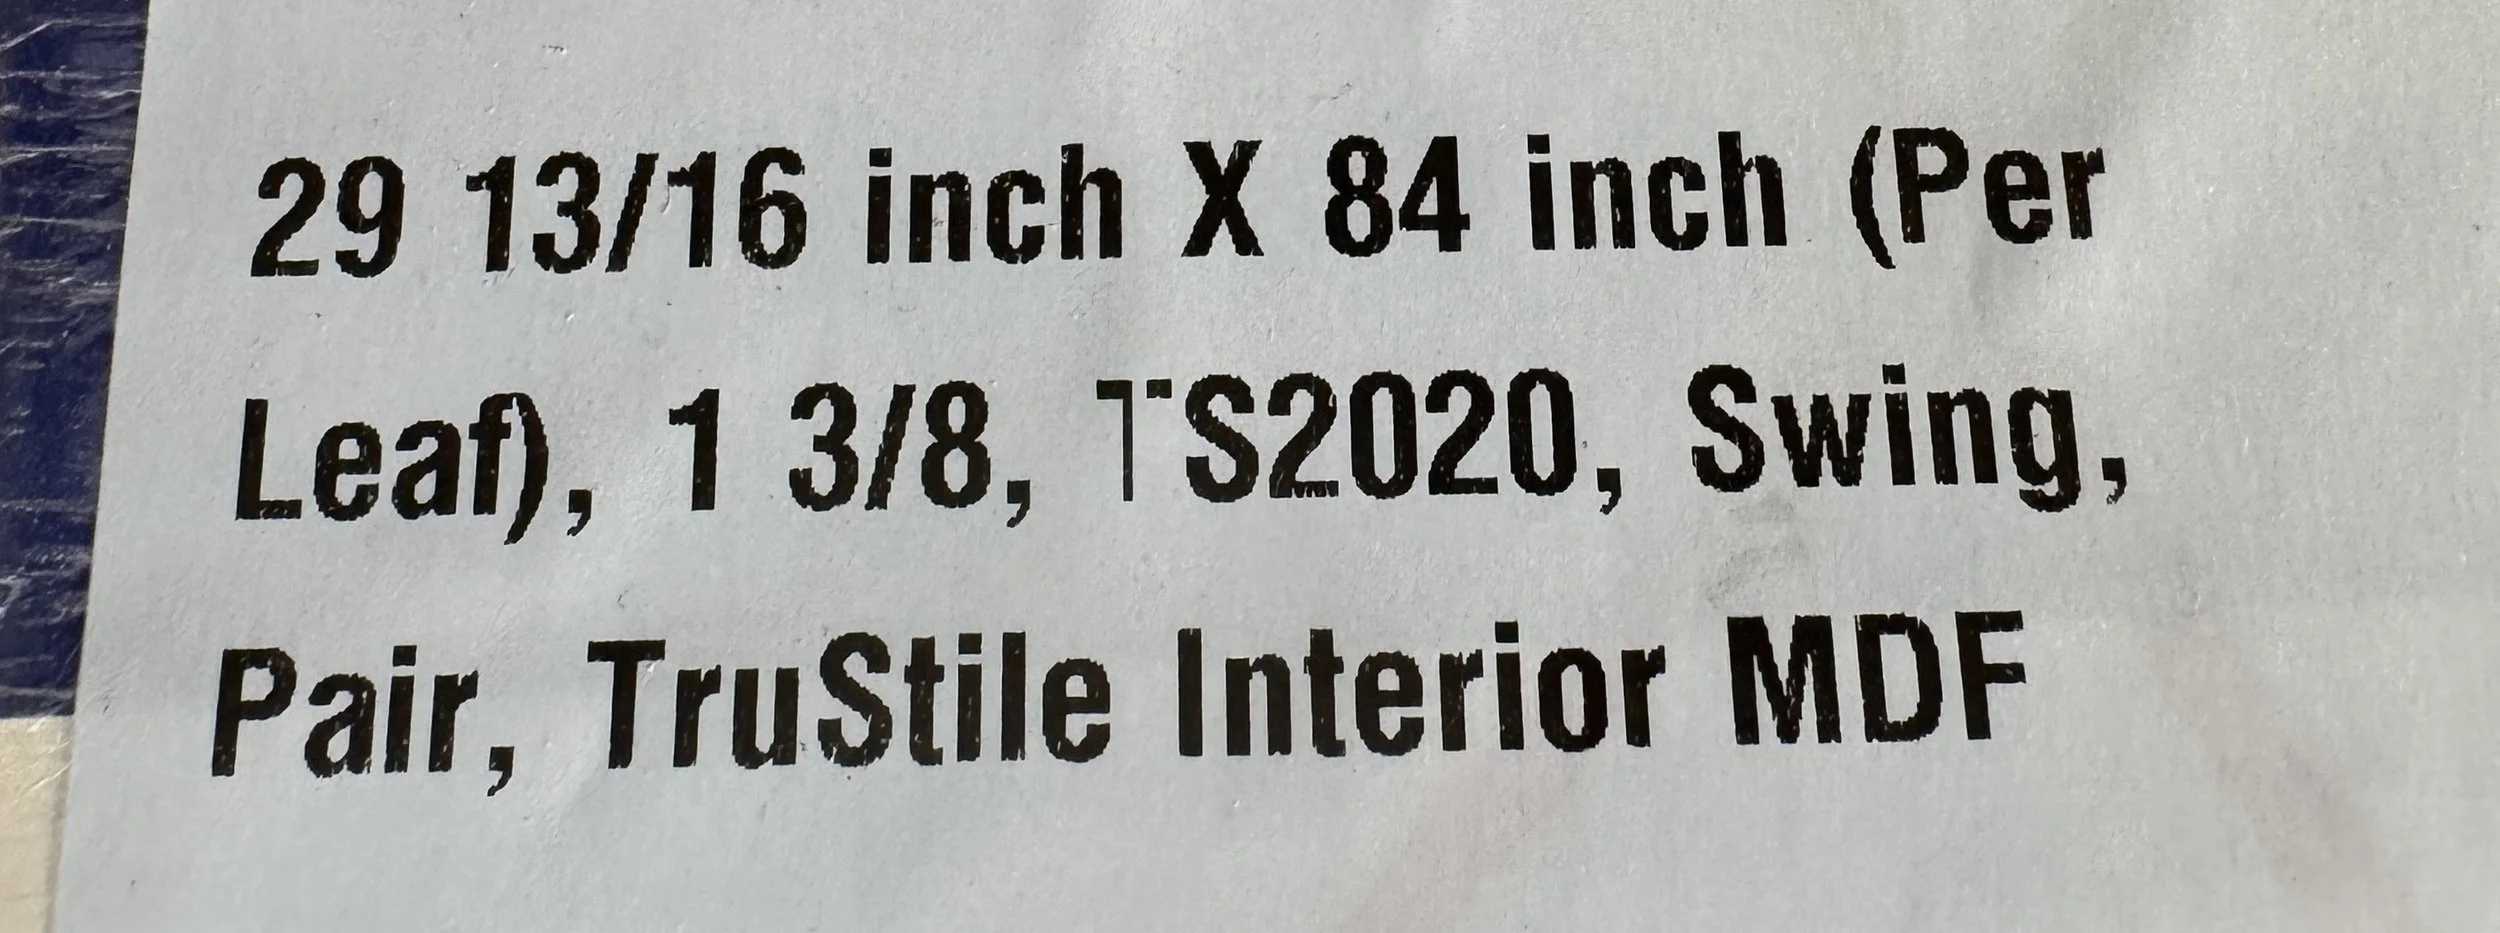 29 13/16 inch X 84 inch (Per
Leaf), 1 3/8, TS2020, Swing,
Pair, TruStile Interior MDF